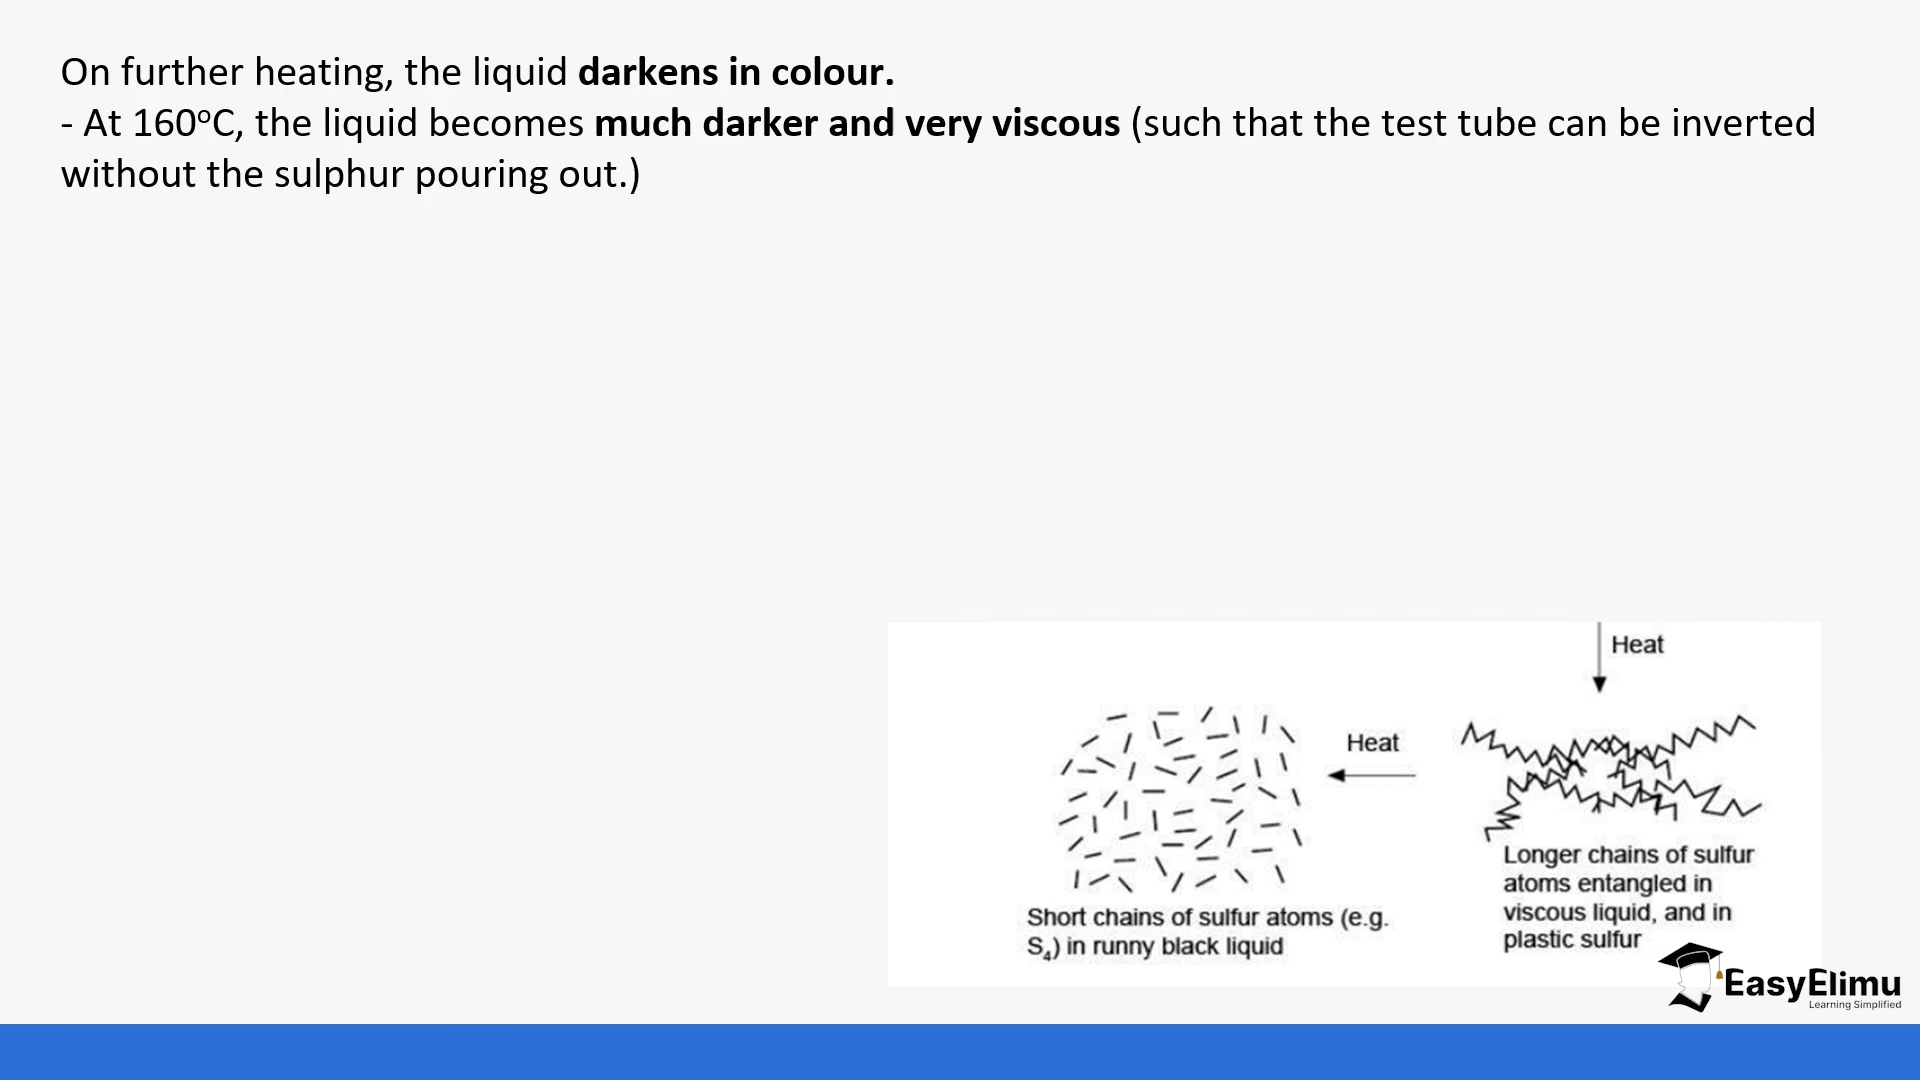 On further heating, the liquid darkens in colour.
- At 160ºC, the liquid becomes much darker and very viscous (such that the test tube can be inverted
without the sulphur pouring out.)
Heat
Heat
Longer chains of sulfur
atoms entangled in
viscous liquid, and in
plastic sulfur
Short chains of sulfur atoms (e.g.
S₄) in runny black liquid
EasyElimu
Learning Simplified